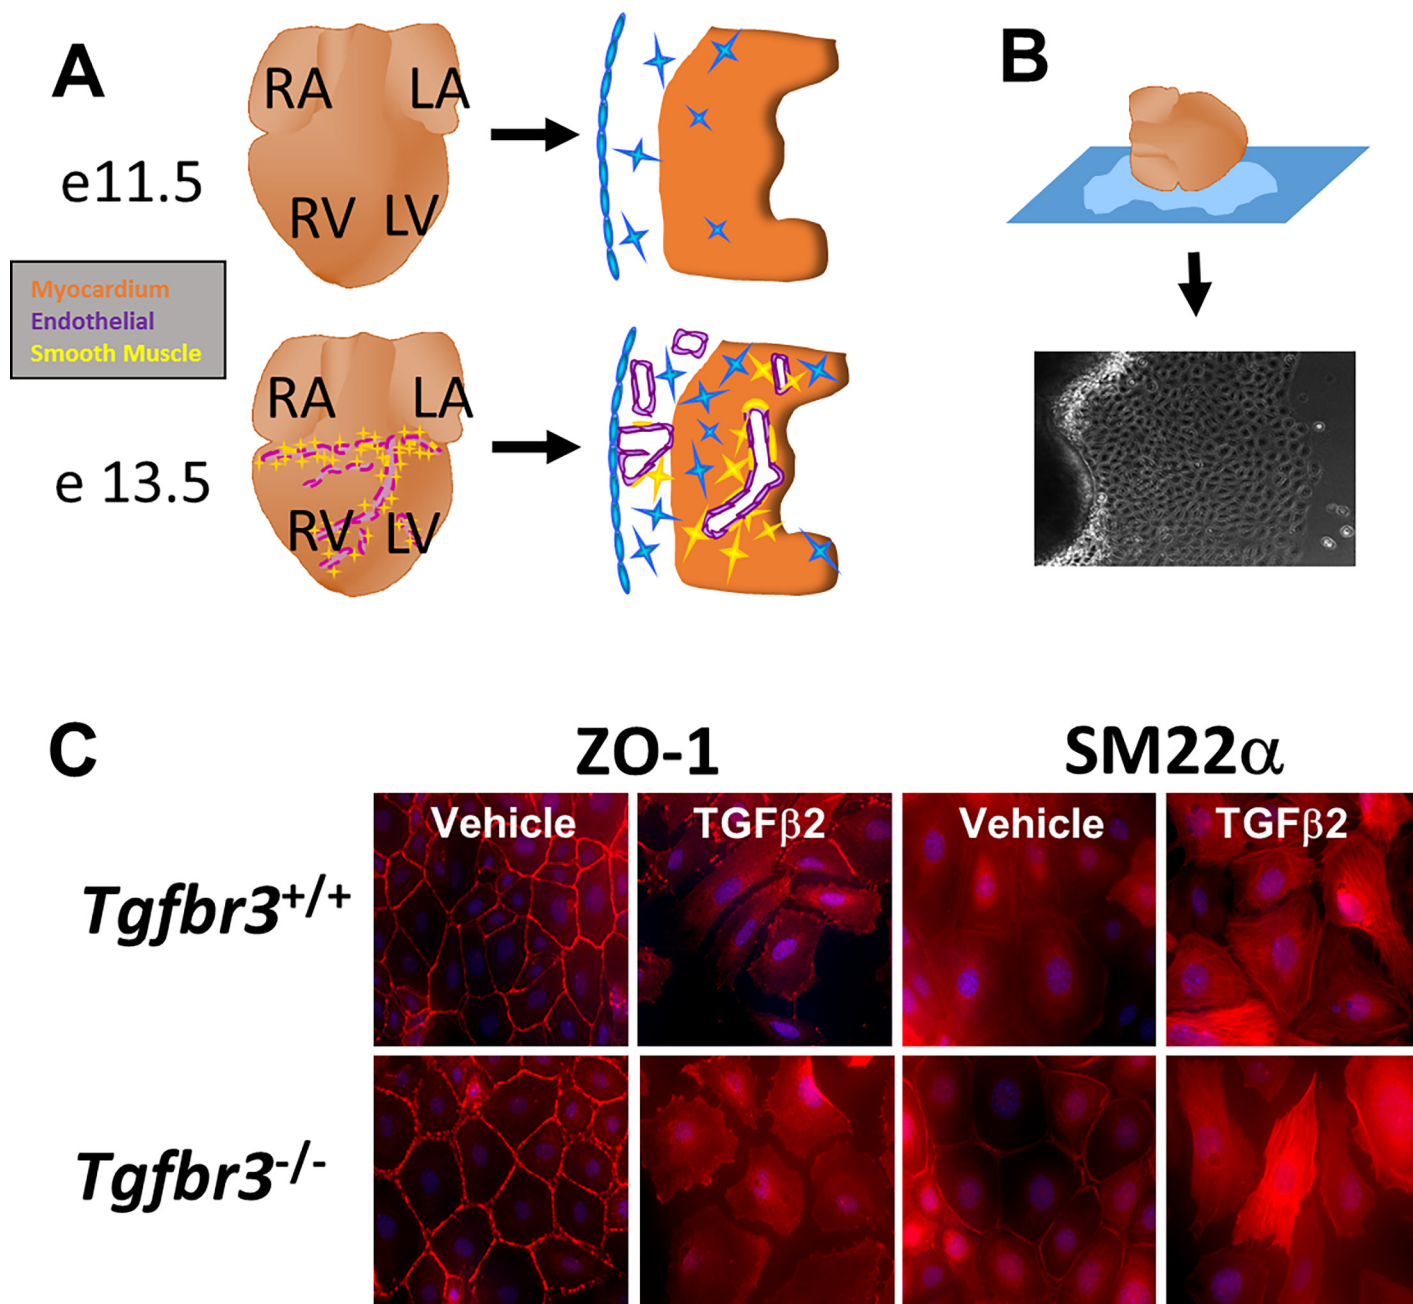 A
RA LA
e11.5
RV LV
Myocardium
Endothelial
Smooth Muscle
RA LA
e 13.5
RV LV
B
C
ZO-1 SM22α
Vehicle TGFβ2 Vehicle TGFβ2
Tgfbr3+/+
Tgfbr3-/-